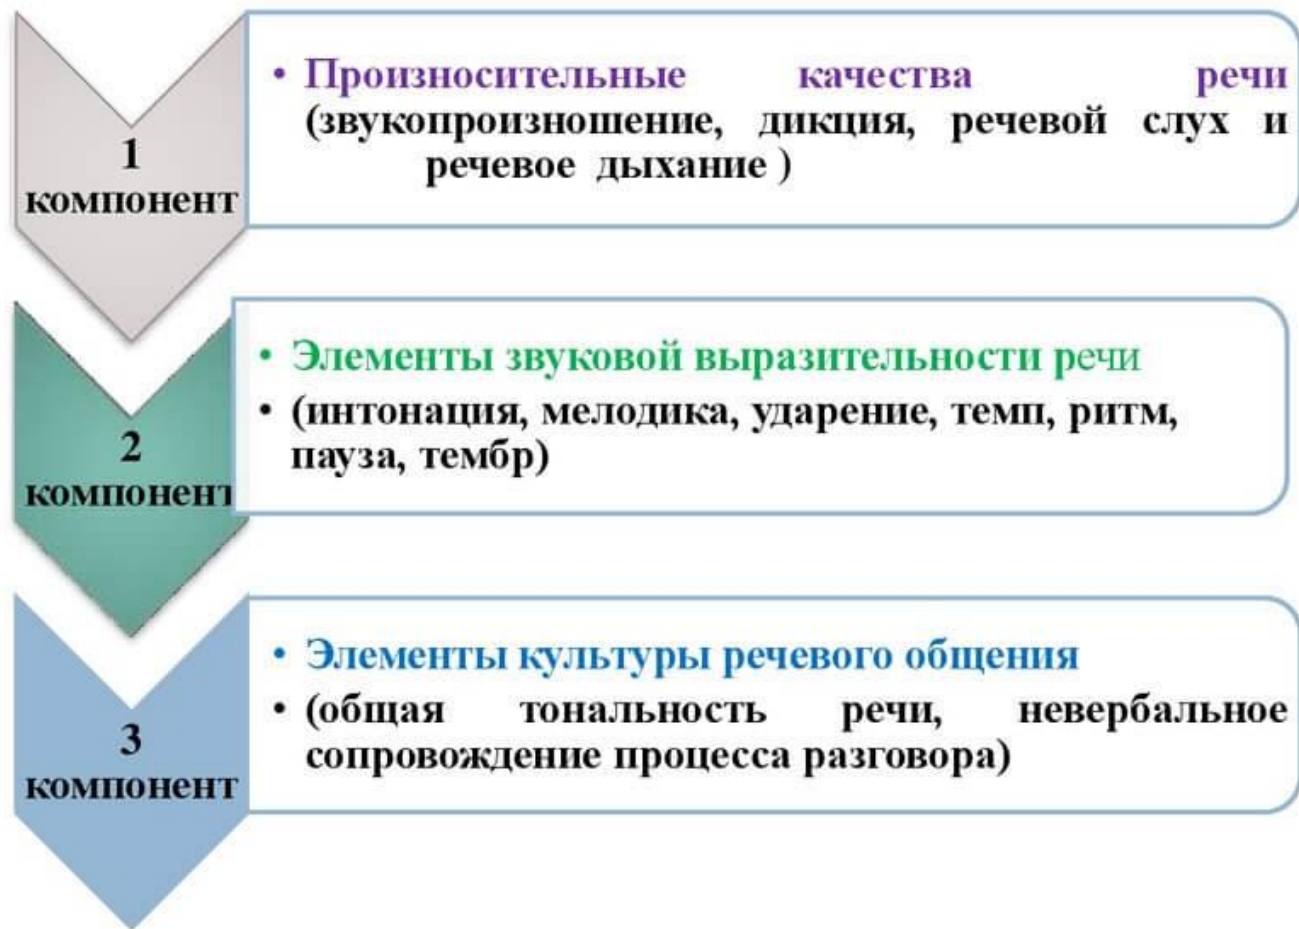 1
компонент
• Произносительные качества речи
(звукопроизношение, дикция, речевой слух и
речевое дыхание )
2
компонент
• Элементы звуковой выразительности речи
• (интонация, мелодика, ударение, темп, ритм,
пауза, тембр)
3
компонент
• Элементы культуры речевого общения
• (общая тональность речи, невербальное
сопровождение процесса разговора)